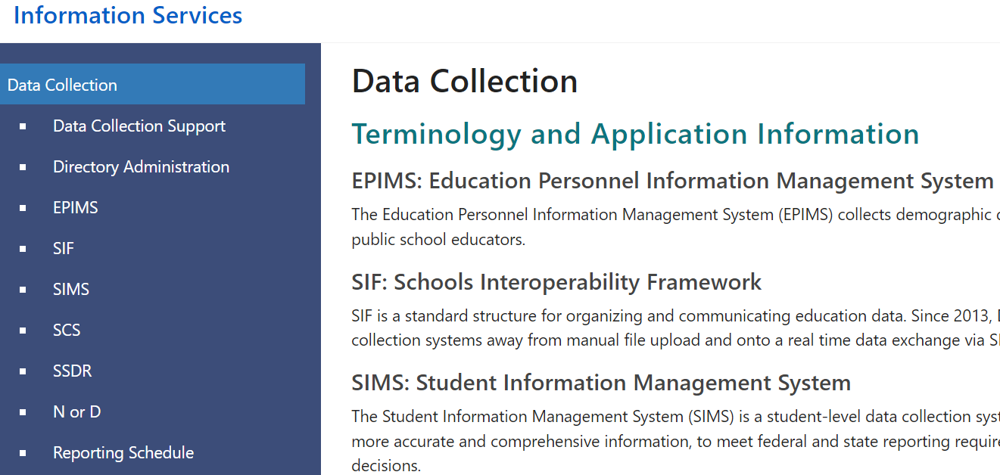 Information Services
Data Collection
Data Collection Support
Directory Administration
EPIMS
SIF
SIMS
SCS
SSDR
N or D
Reporting Schedule
Data Collection
Terminology and Application Information
EPIMS: Education Personnel Information Management System
The Education Personnel Information Management System (EPIMS) collects demographic
public school educators.
SIF: Schools Interoperability Framework
SIF is a standard structure for organizing and communicating education data. Since 2013,
collection systems away from manual file upload and onto a real time data exchange via
SIMS: Student Information Management System
The Student Information Management System (SIMS) is a student-level data collection
more accurate and comprehensive information, to meet federal and state reporting
decisions.